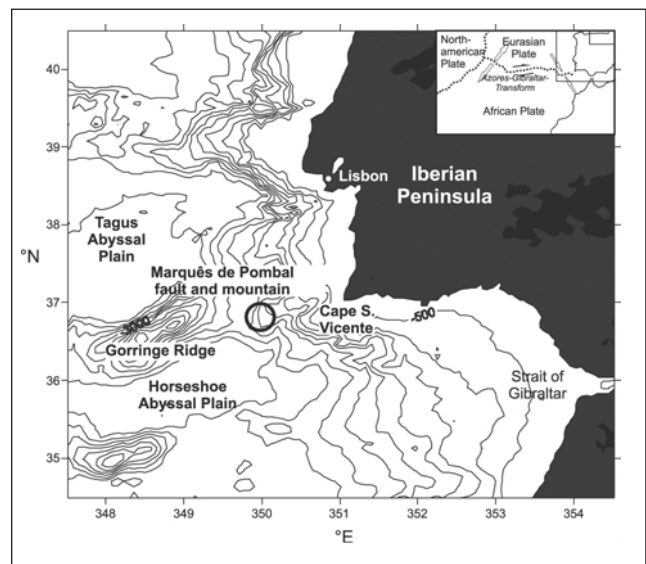 North-
american
Plate
Eurasian
Plate
Azores-Gibraltar-
Transform
African Plate
40
39
38
37
36
35
°N
Lisbon
Iberian
Peninsula
Tagus
Abyssal
Plain
Marquês de Pombal
fault and mountain
-3000
Gorringe Ridge
Cape S.
Vicente
-500
Horseshoe
Abyssal Plain
Strait of
Gibraltar
348 349 350 351 352 353 354
°E